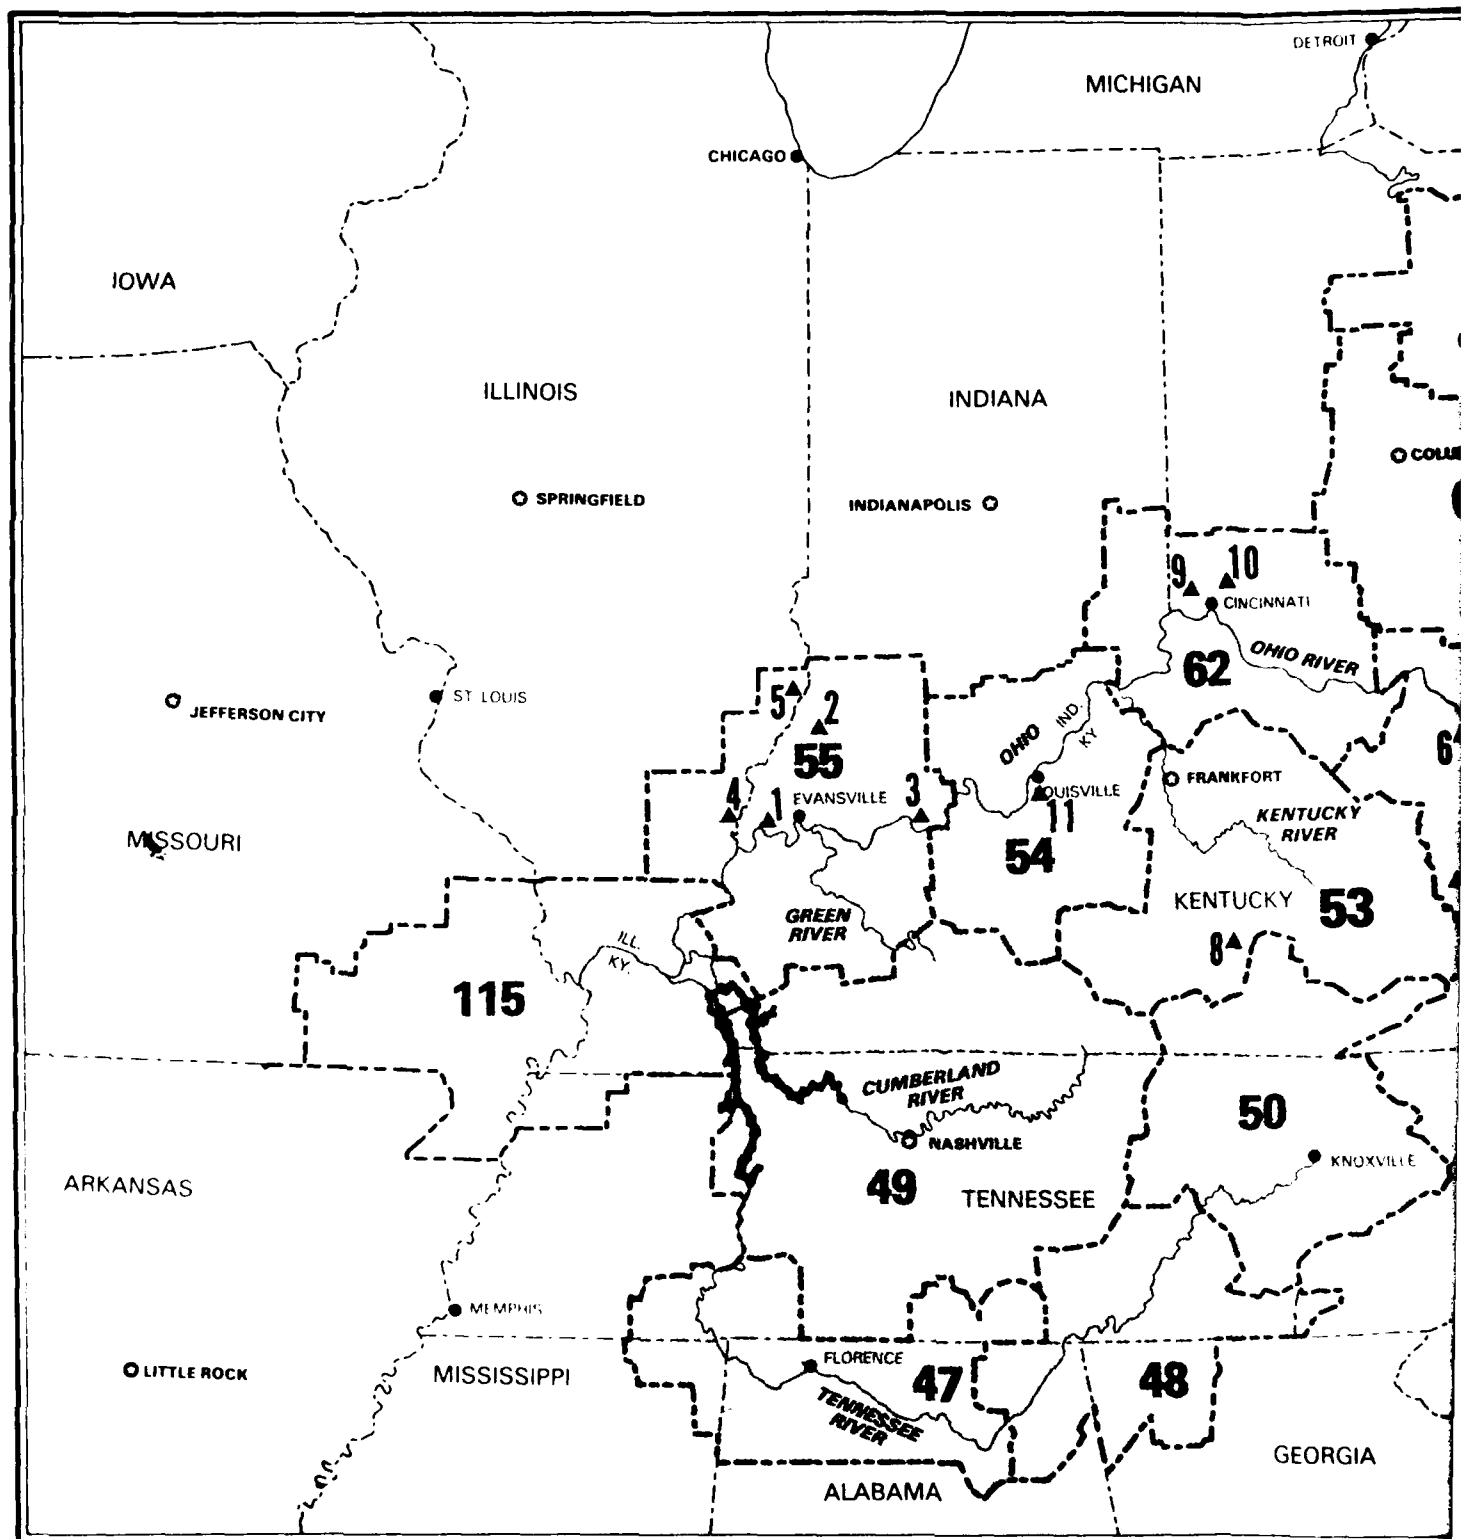 DETROIT
MICHIGAN
CHICAGO
IOWA
ILLINOIS
INDIANA
SPRINGFIELD
INDIANAPOLIS
9
10
CINCINNATI
OHIO RIVER
62
5
2
55
ST LOUIS
JEFFERSON CITY
OHIO
IND.
KY
6
FRANKFORT
4
1
EVANSVILLE
3
OUISVILLE
11
KENTUCKY
RIVER
MISSOURI
54
KENTUCKY
53
GREEN
RIVER
8
ILL.
KY.
115
CUMBERLAND
RIVER
50
NASHVILLE
KNOXVILLE
ARKANSAS
49
TENNESSEE
MEMPHIS
LITTLE ROCK
MISSISSIPPI
FLORENCE
47
48
TENNESSEE
RIVER
GEORGIA
ALABAMA